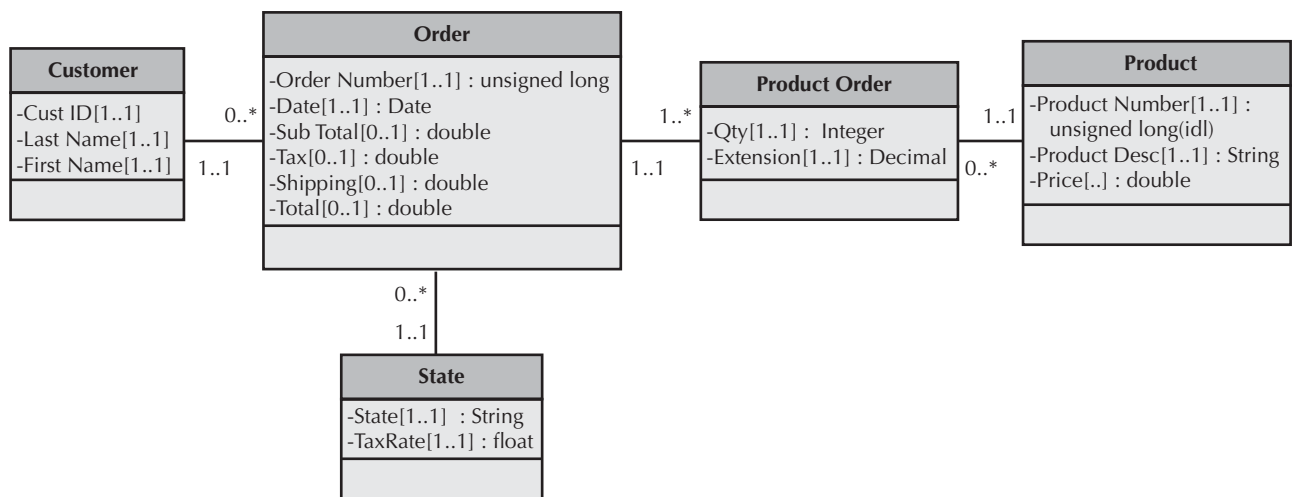 Customer
-Cust ID[1..1]
-Last Name[1..1]
-First Name[1..1]
0..*
1..1
Order
-Order Number[1..1] : unsigned long
-Date[1..1] : Date
-Sub Total[0..1] : double
-Tax[0..1] : double
-Shipping[0..1] : double
-Total[0..1] : double
1..*
1..1
Product Order
-Qty[1..1] : Integer
-Extension[1..1] : Decimal
1..1
0..*
Product
-Product Number[1..1] :
unsigned long(idl)
-Product Desc[1..1] : String
-Price[..] : double
0..*
1..1
State
-State[1..1] : String
-TaxRate[1..1] : float